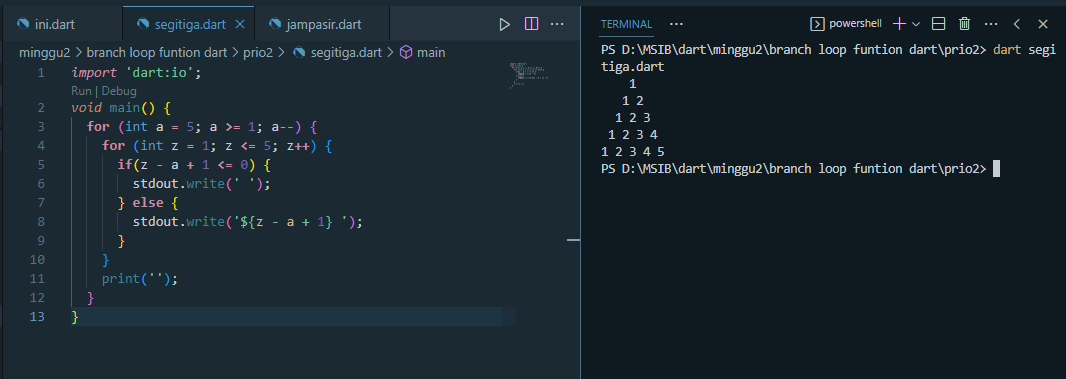 ini.dart
segitiga.dart
jampasir.dart
minggu2 > branch loop funtion dart > prio2 > segitiga.dart > main
1 import 'dart:io';
Run | Debug
2 void main() {
3   for (int a = 5; a >= 1; a--) {
4     for (int z = 1; z <= 5; z++) {
5       if(z - a + 1 <= 0) {
6         stdout.write(' ');
7       } else {
8         stdout.write('${z - a + 1} ');
9       }
10     }
11     print('');
12   }
13 }
TERMINAL
powershell
PS D:\MSIB\dart\minggu2\branch loop funtion dart\prio2> dart segi
tiga.dart
    1
   1 2
  1 2 3
 1 2 3 4
1 2 3 4 5
PS D:\MSIB\dart\minggu2\branch loop funtion dart\prio2>